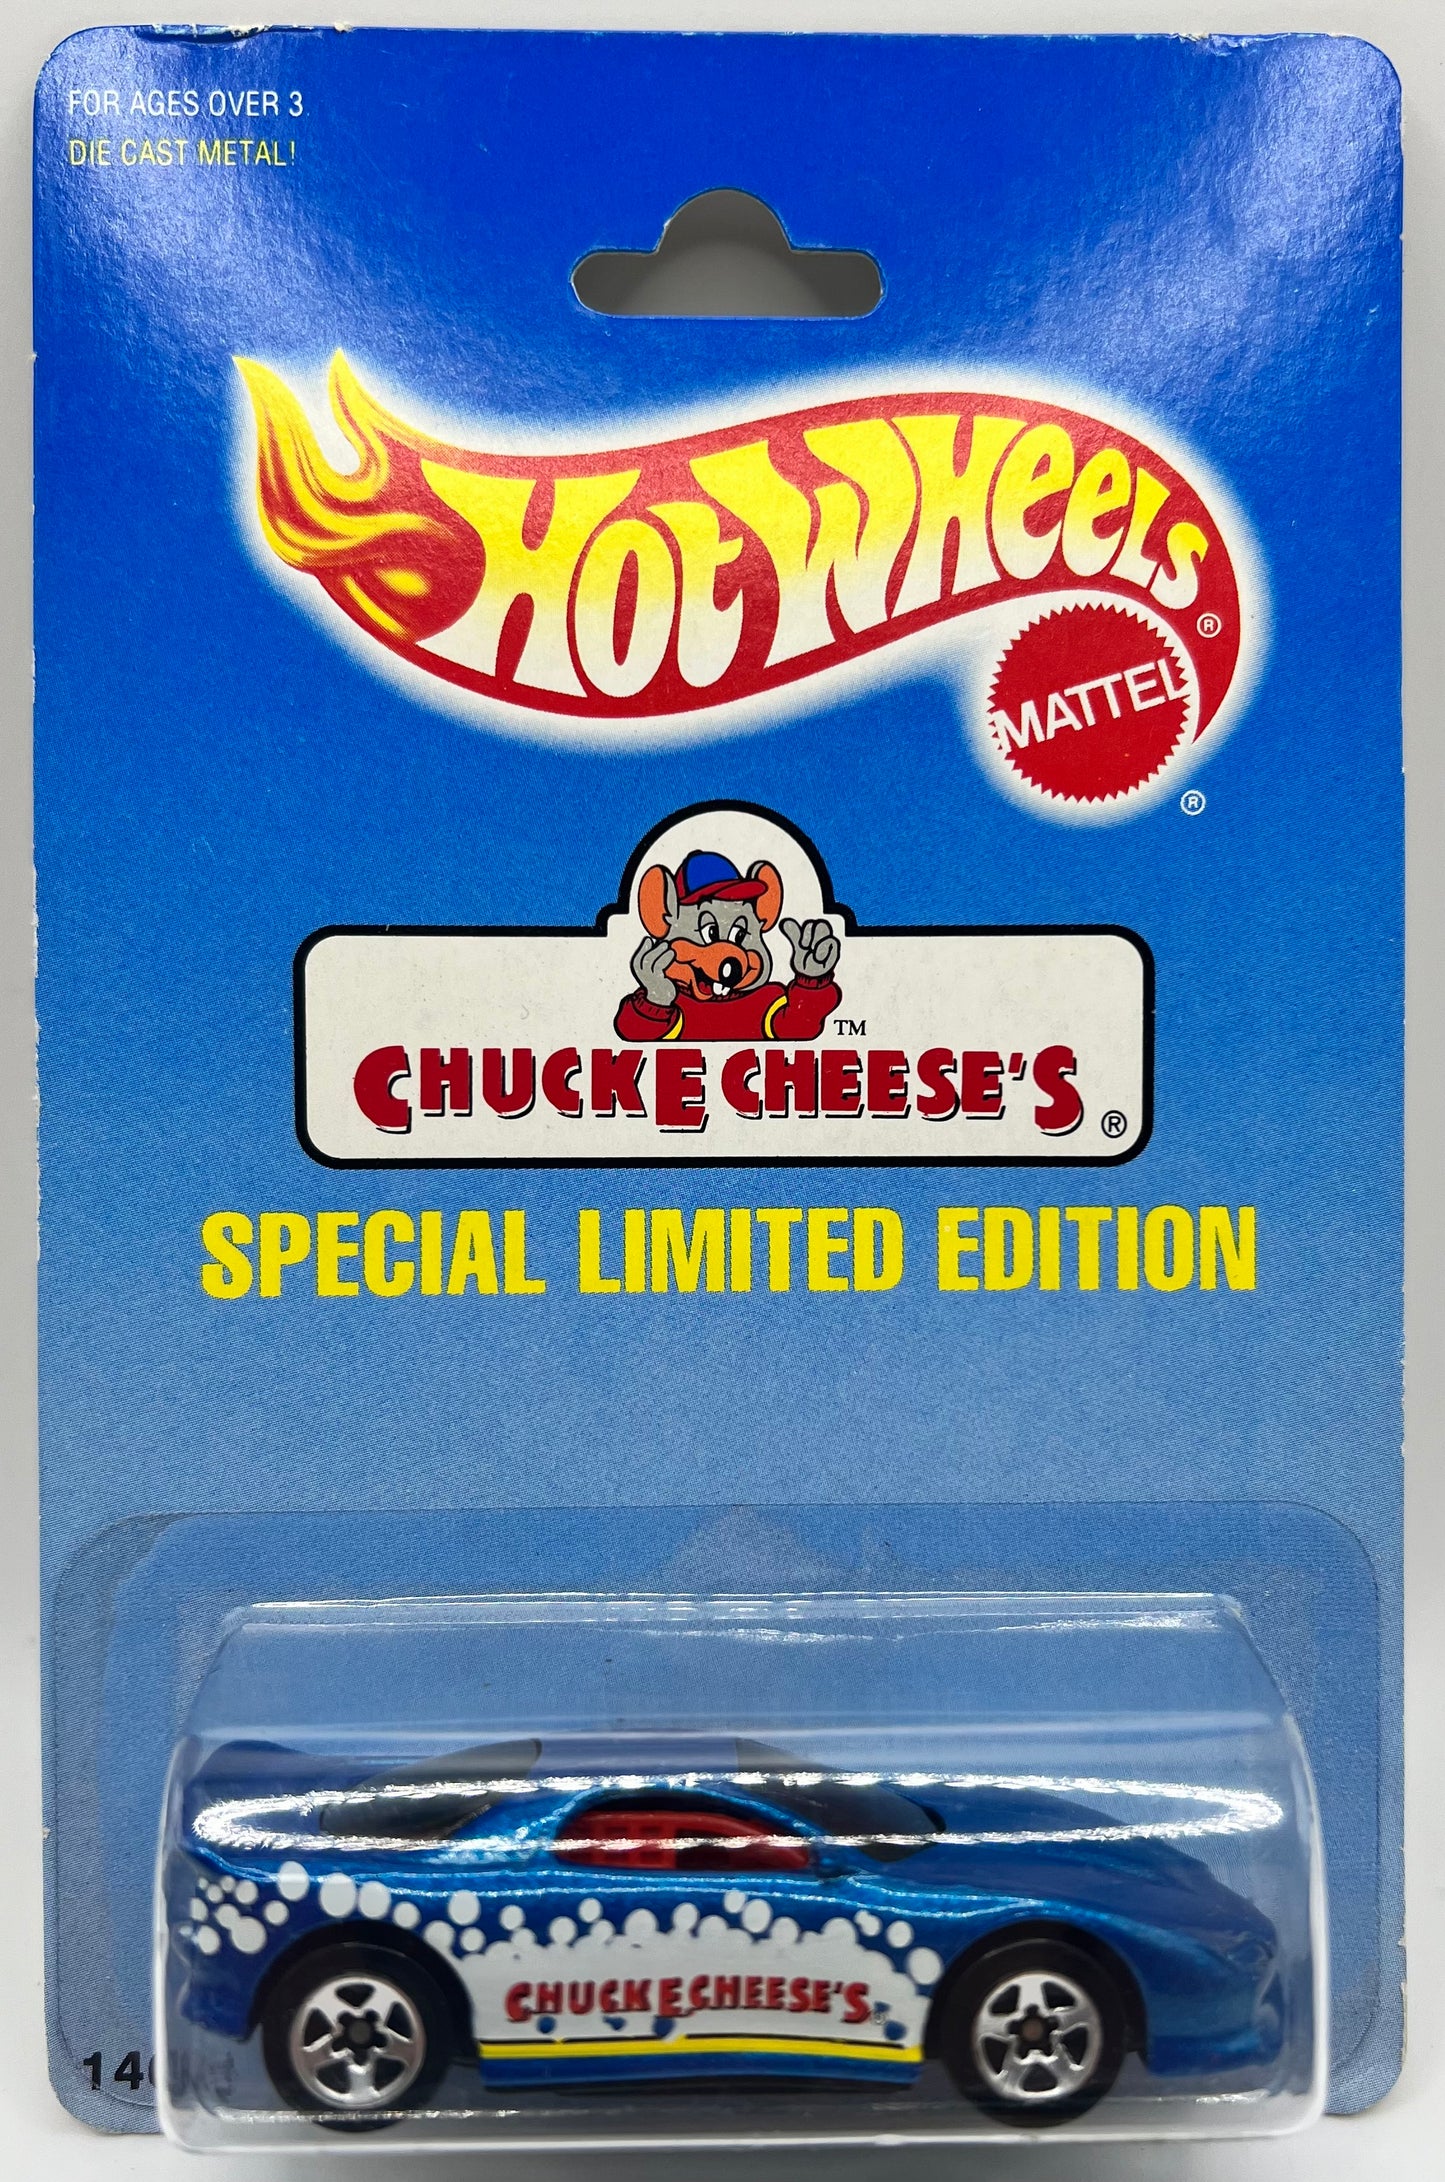 FOR AGES OVER 3
DIE CAST METAL!
HOT WHEELS®
MATTEL
®
TM
CHUCK E CHEESE'S ®
SPECIAL LIMITED EDITION
CHUCK E CHEESE'S